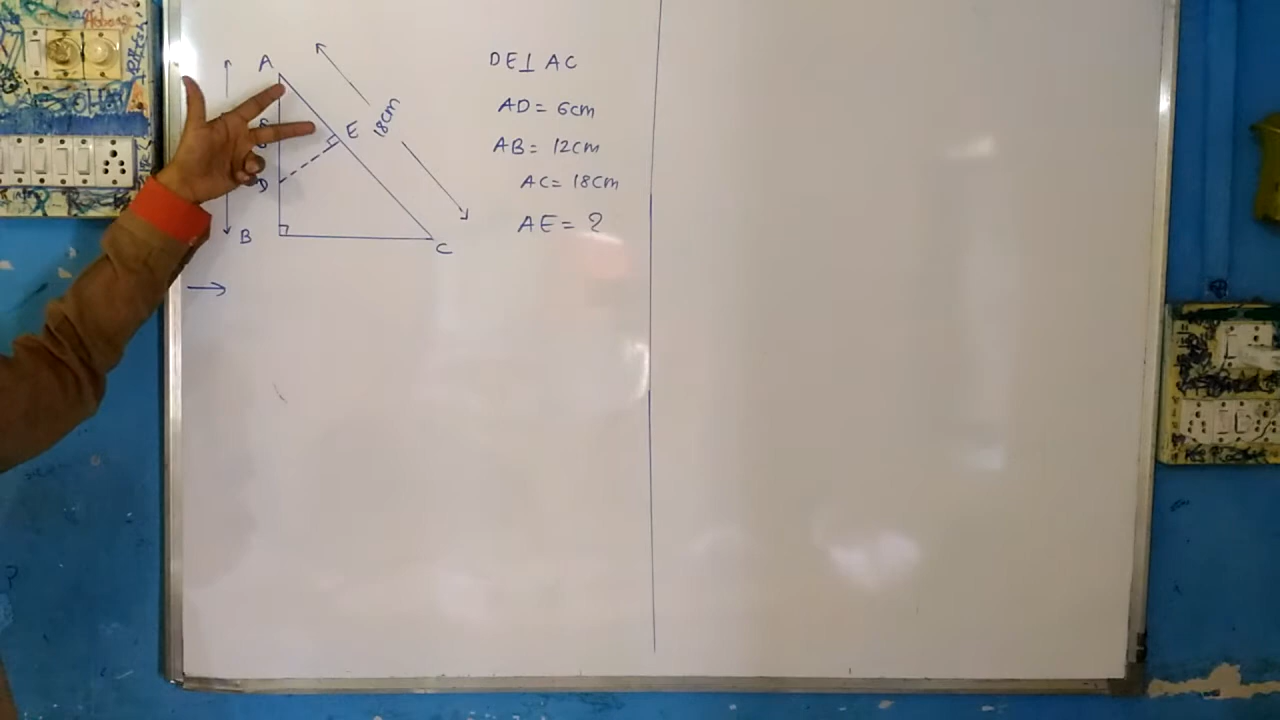 A
18cm
E
D
B
C
DE⊥ AC
AD = 6cm
AB = 12cm
AC = 18cm
AE = ?